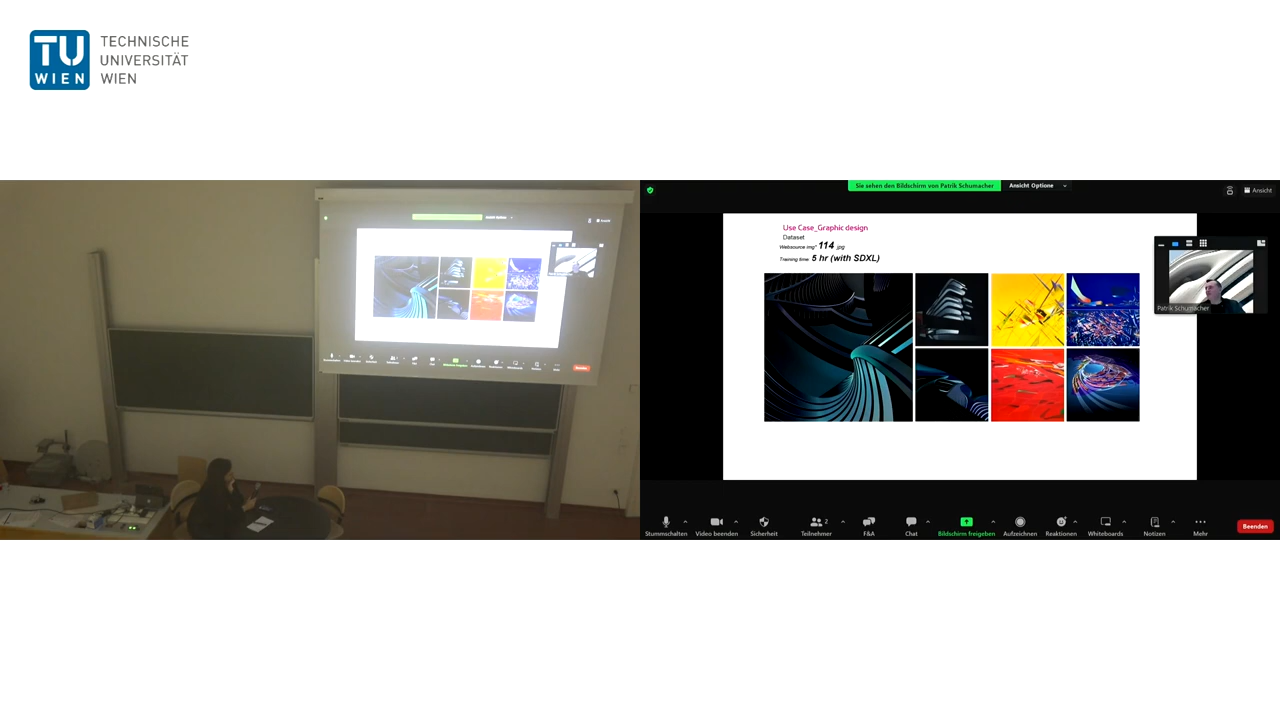 TU
WIEN
TECHNISCHE
UNIVERSITÄT
WIEN
Sie sehen den Bildschirm von Patrik Schumacher
Ansicht Optione
Ansicht
Use Case_Graphic design
Dataset
Websource img* 114 .jpg
Training time: 5 hr (with SDXL)
Patrik Schumacher
Stummschalten
Video beenden
Sicherheit
2
Teilnehmer
F&A
Chat
Bildschirm freigeben
Aufzeichnen
Reaktionen
Whiteboards
Notizen
Mehr
Beenden